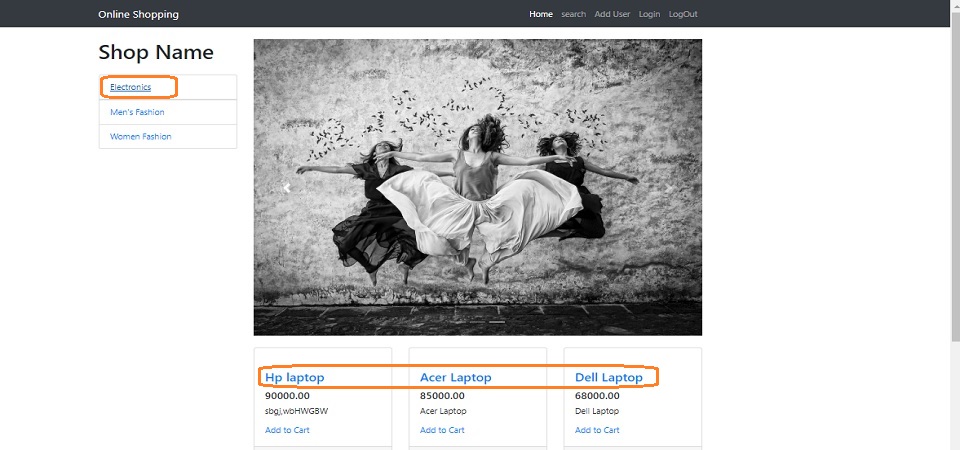 Online Shopping Home search Add User Login LogOut
Shop Name
Electronics
Men's Fashion
Women Fashion
Hp laptop
90000.00
sbgj,wbHWGBW
Add to Cart
Acer Laptop
85000.00
Acer Laptop
Add to Cart
Dell Laptop
68000.00
Dell Laptop
Add to Cart